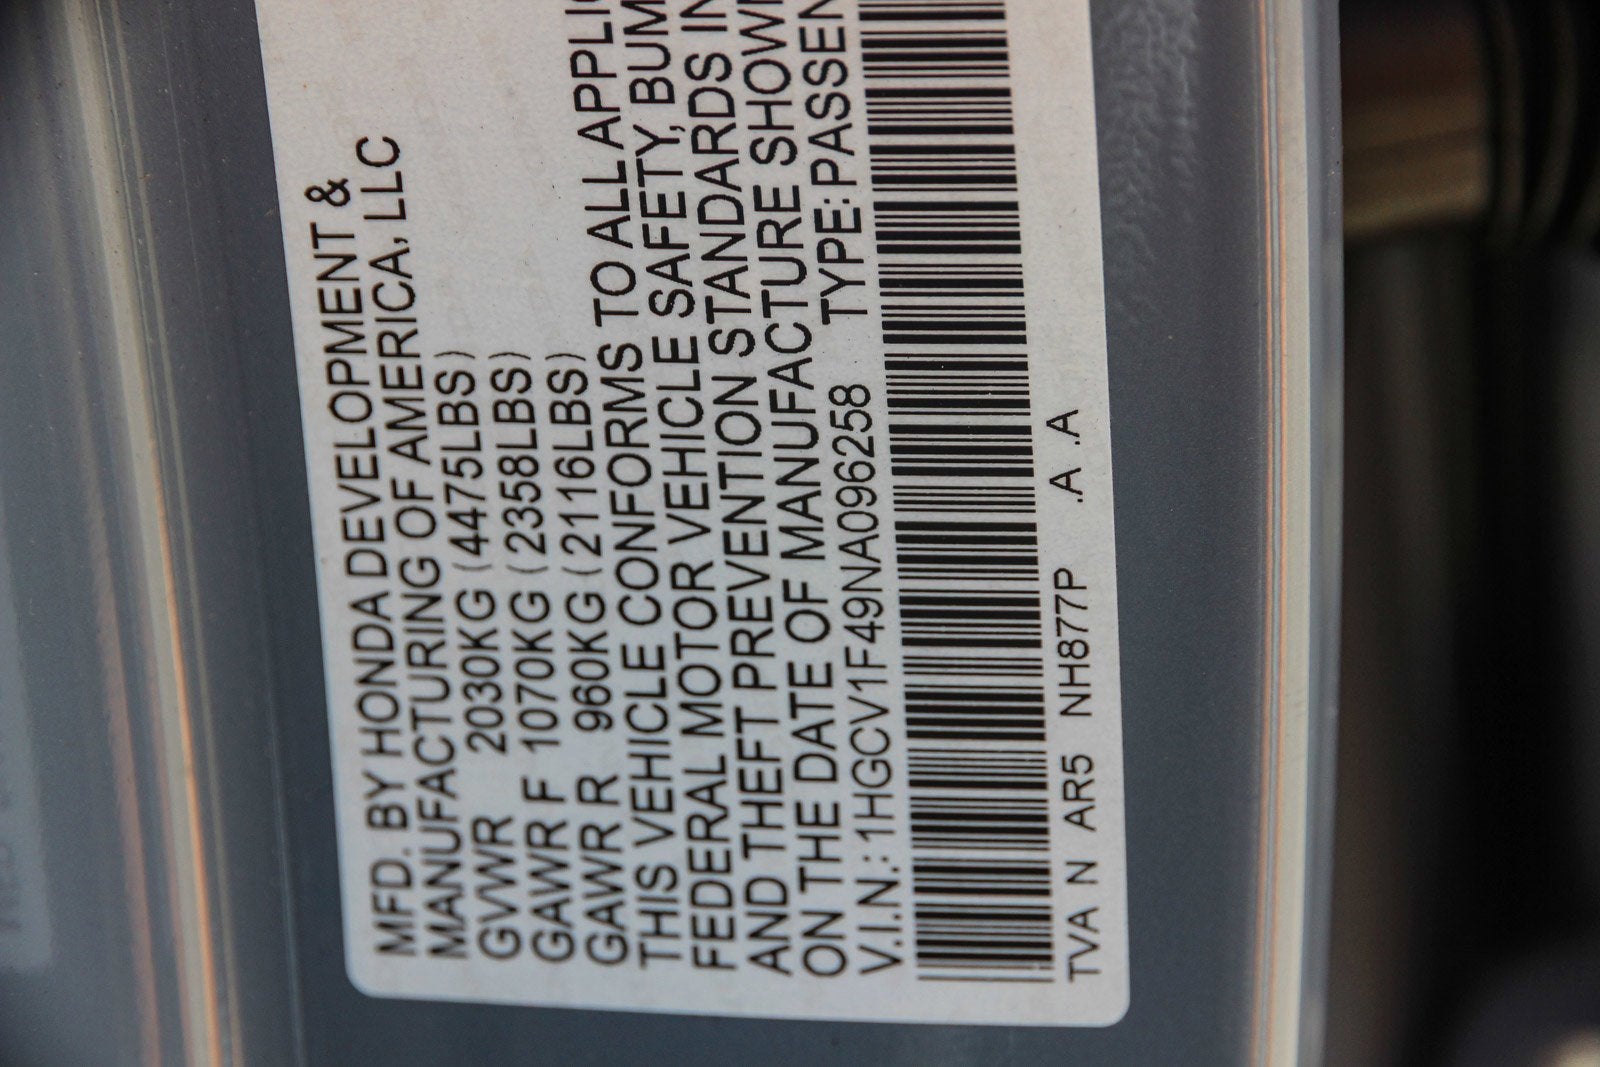 MFD. BY HONDA DEVELOPMENT &
MANUFACTURING OF AMERICA, LLC
GVWR 2030KG (4475LBS)
GAWR F 1070KG (2358LBS)
GAWR R 960KG (2116LBS)
THIS VEHICLE CONFORMS TO ALL APPLIC
FEDERAL MOTOR VEHICLE SAFETY, BUM
AND THEFT PREVENTION STANDARDS IN
ON THE DATE OF MANUFACTURE SHOW
V.I.N.: 1HGCV1F49NA096258 TYPE: PASSEN
TVA N AR5 NH877P .A .A